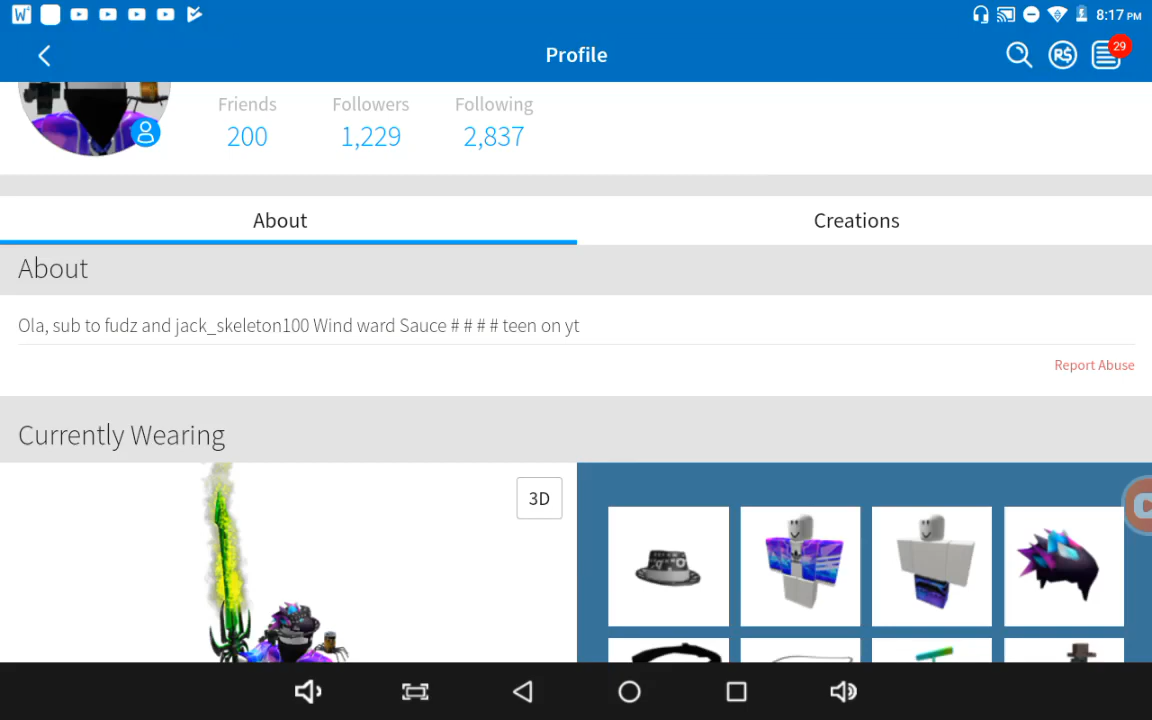 8:17 PM
Profile
R$
29
Friends Followers Following
200 1,229 2,837
About Creations
About
Ola, sub to fudz and jack_skeleton100 Wind ward Sauce # # # # teen on yt
Report Abuse
Currently Wearing
3D